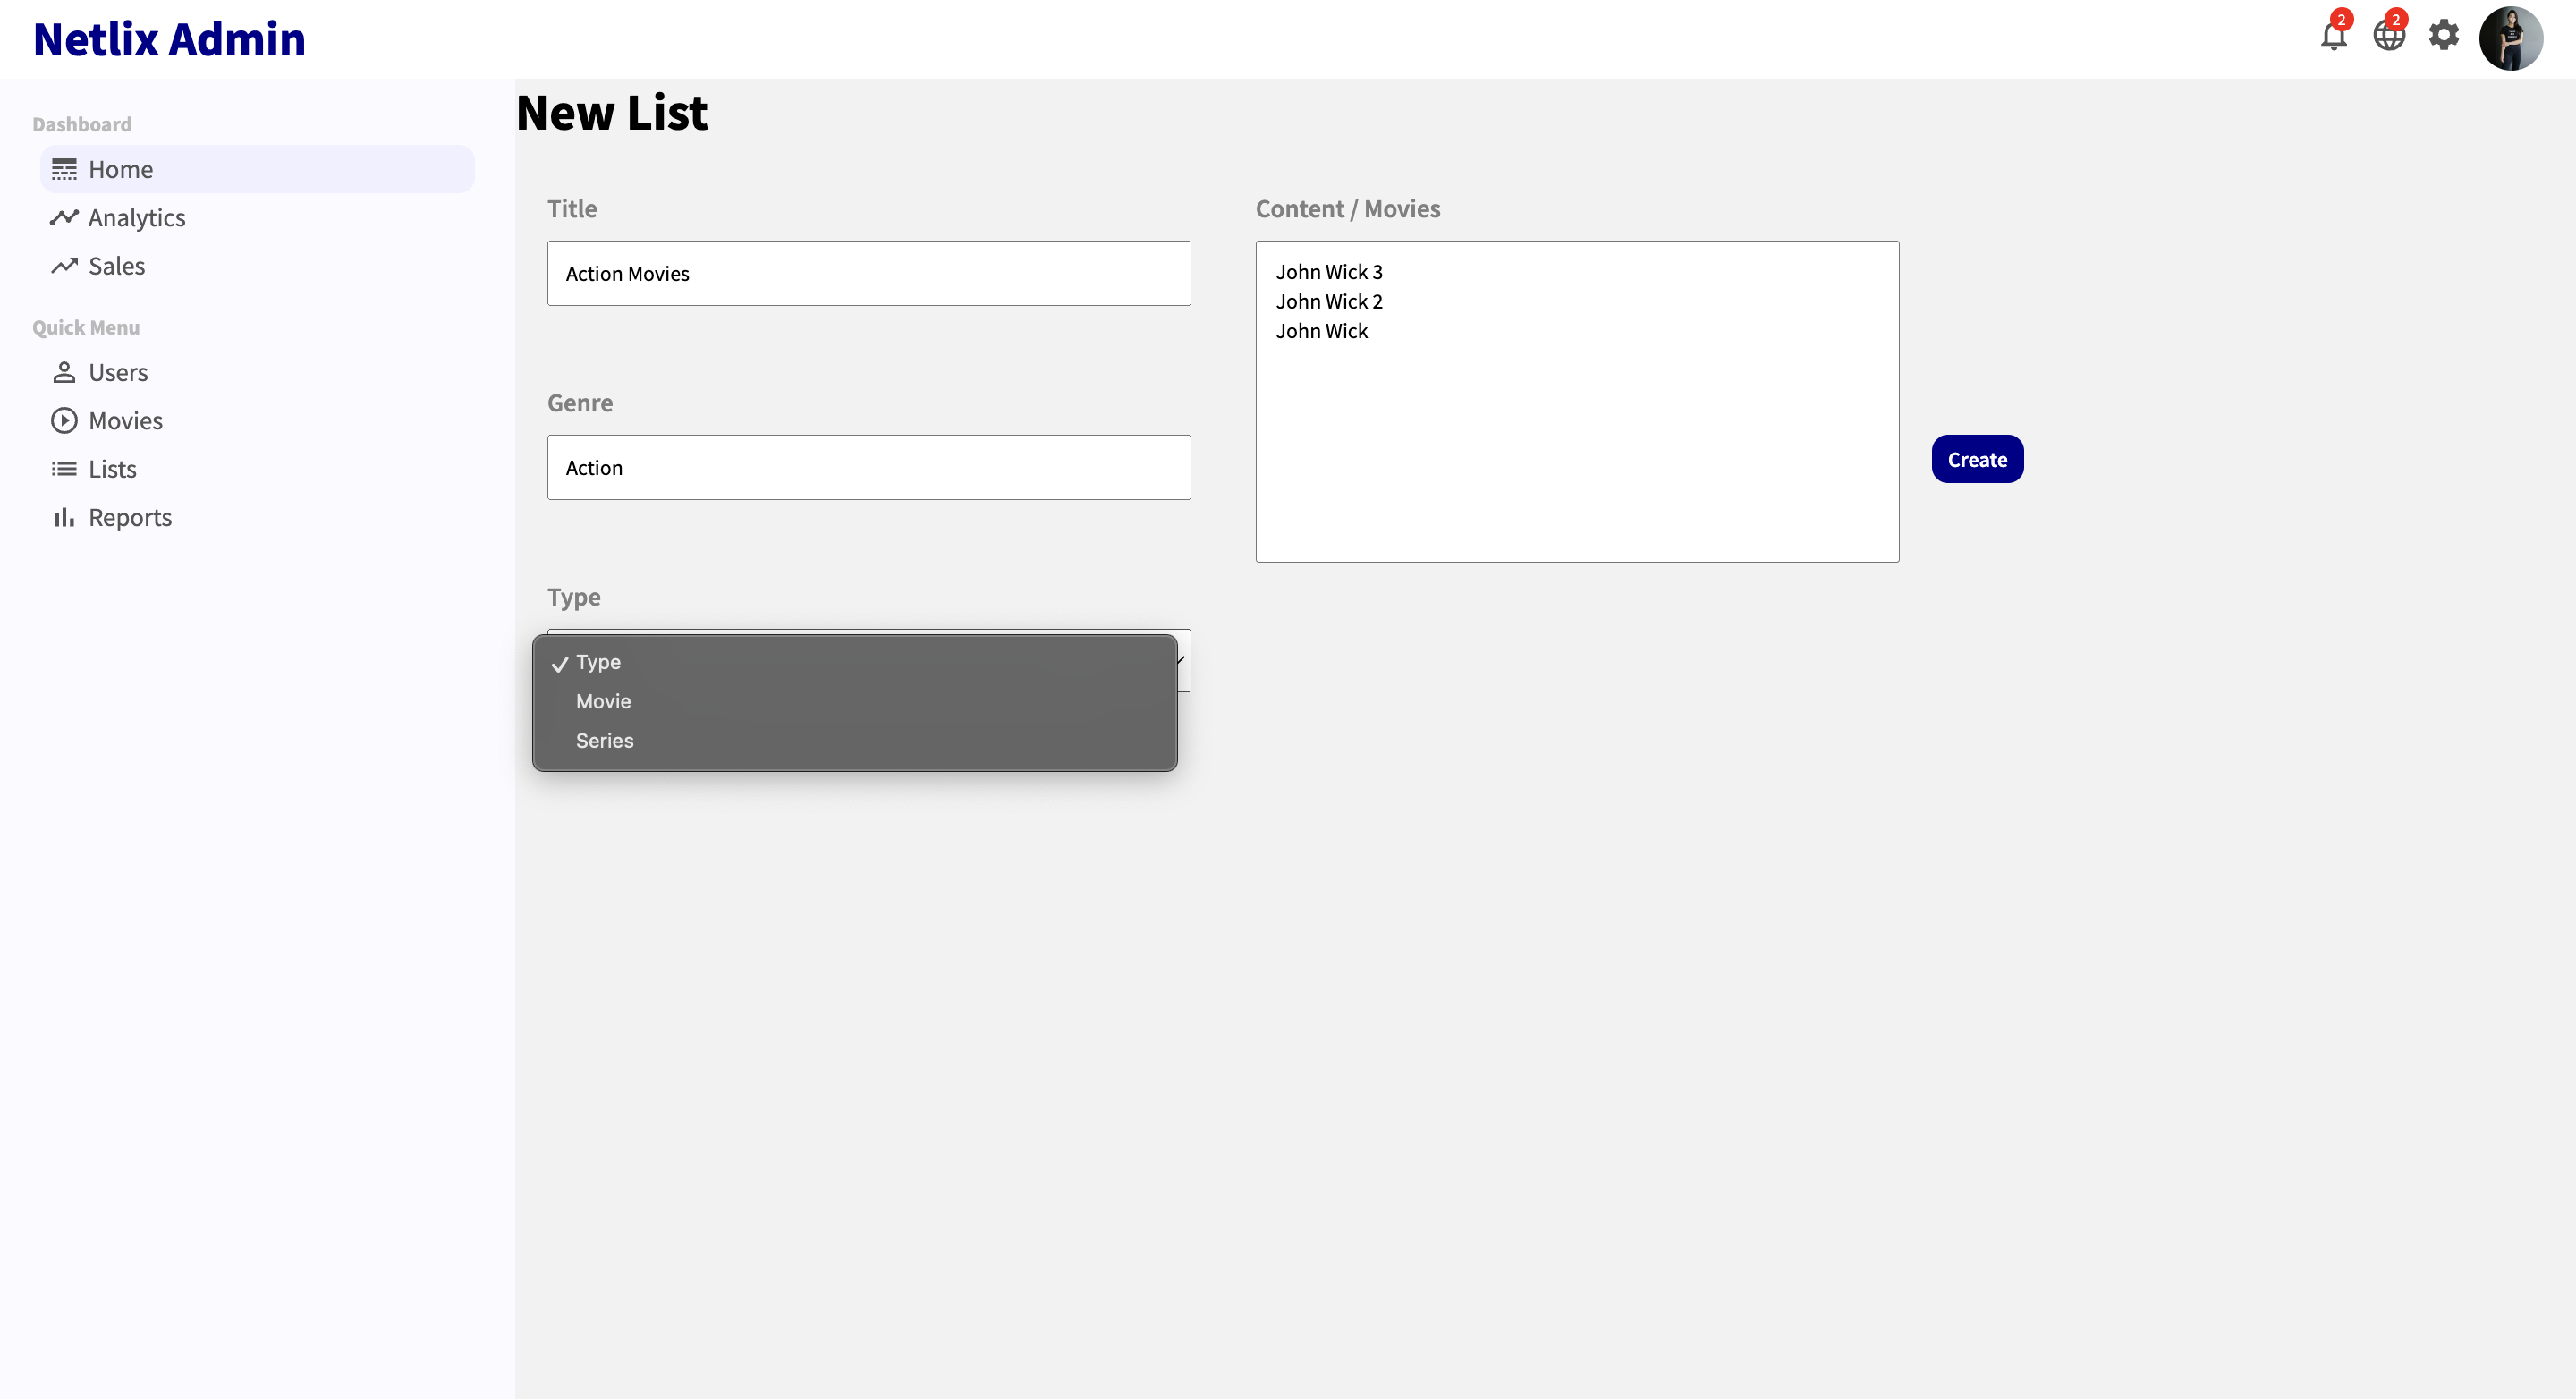 Netlix Admin
2
2
Dashboard
Home
Analytics
Sales
Quick Menu
Users
Movies
Lists
Reports
New List
Title
Action Movies
Genre
Action
Type
Type
Movie
Series
Content / Movies
John Wick 3
John Wick 2
John Wick
Create